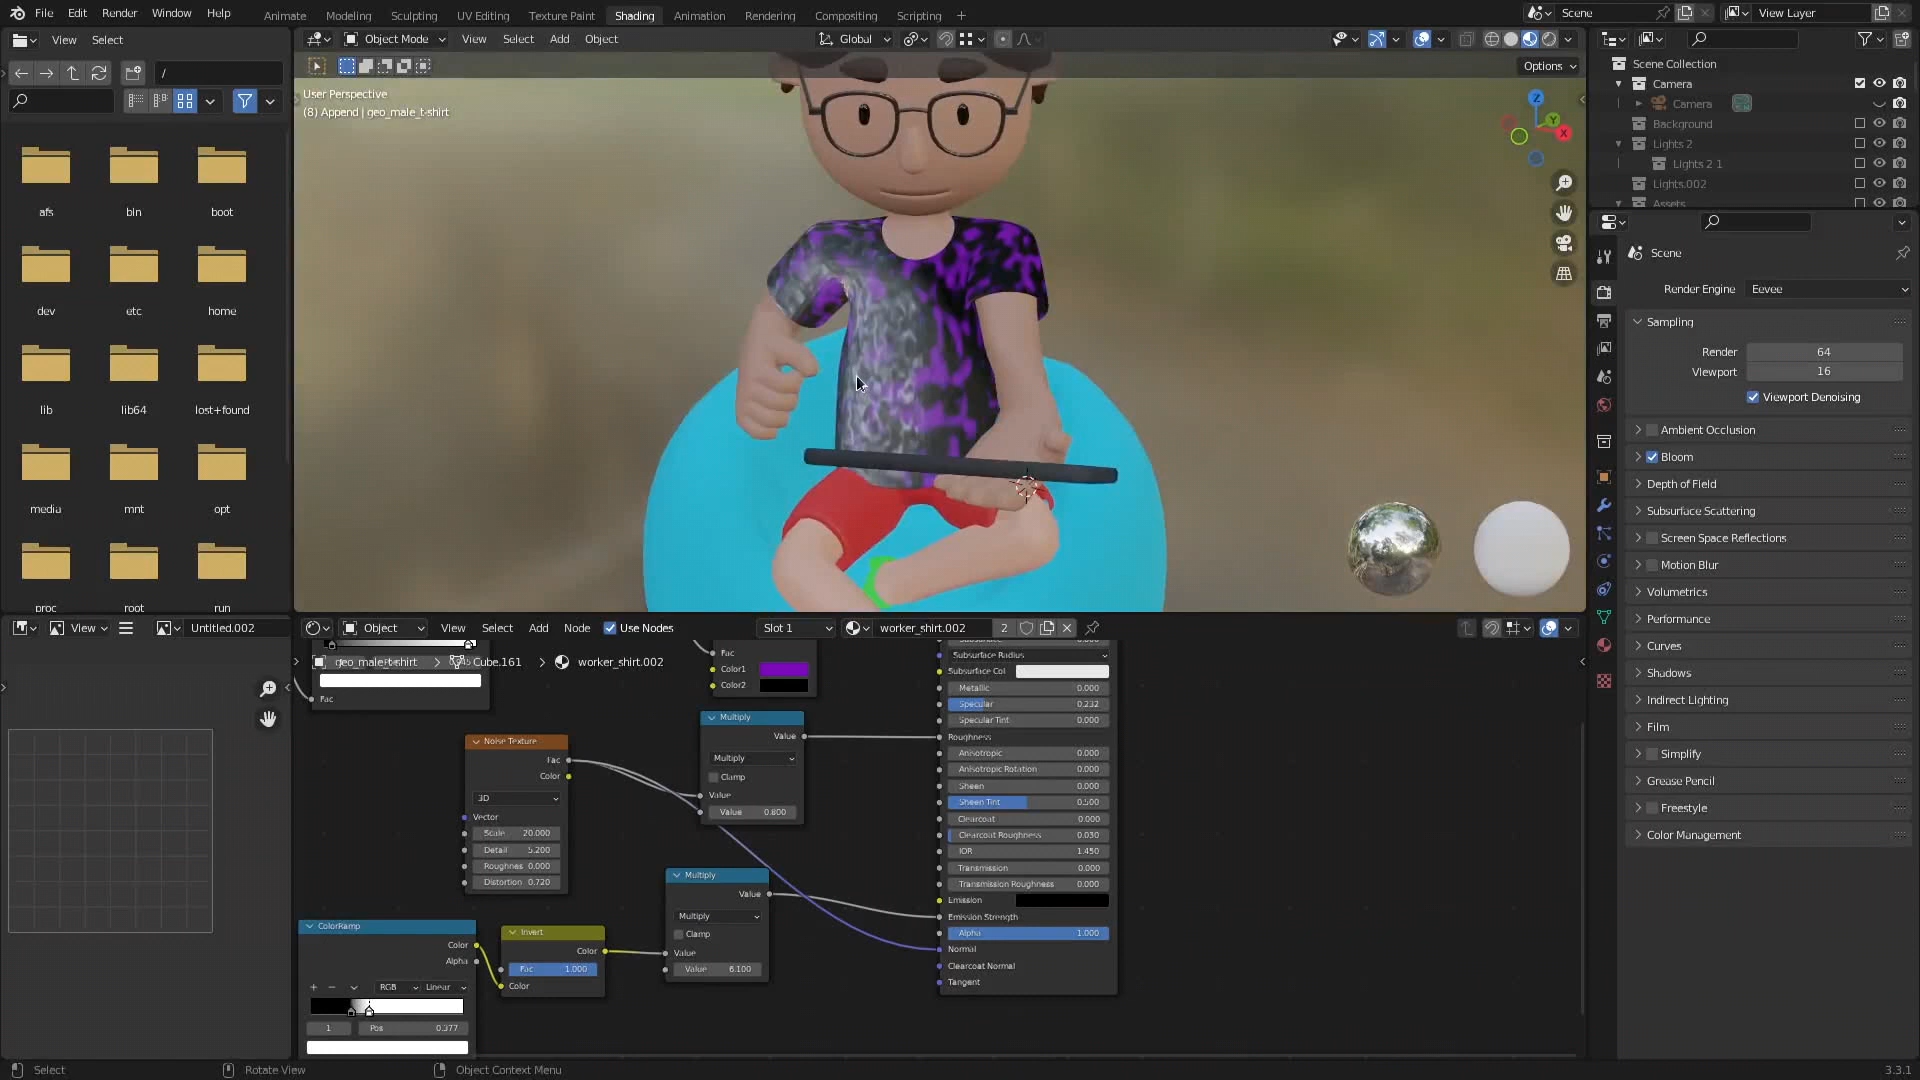 File Edit Render Window Help
Animate Modeling Sculpting UV Editing Texture Paint Shading Animation Rendering Compositing Scripting +
Scene
View Layer
View Select
/
afs bin boot
dev etc home
lib lib64 lost+found
media mnt opt
proc root run
Object Mode View Select Add Object
Global
Options
User Perspective
(8) Append | geo_male_t-shirt
Z
Y
X
Scene Collection
Camera
Camera
Background
Lights 2
Lights 2 1
Lights.002
Assets
Scene
Render Engine Eevee
Sampling
Render 64
Viewport 16
Viewport Denoising
Ambient Occlusion
Bloom
Depth of Field
Subsurface Scattering
Screen Space Reflections
Motion Blur
Volumetrics
Performance
Curves
Shadows
Indirect Lighting
Film
Simplify
Grease Pencil
Freestyle
Color Management
View
Untitled.002
Object View Select Add Node Use Nodes
Slot 1
worker_shirt.002 2
geo_male_t-shirt > Cube.161 > worker_shirt.002
Fac
Fac
Color1
Color2
Multiply
Value
Multiply
Clamp
Value
Value 0.800
Noise Texture
Fac
Color
3D
Vector
Scale 20.000
Detail 5.200
Roughnes 0.000
Distortion 0.720
Multiply
Value
Multiply
Clamp
Value
Value 6.100
ColorRamp
Color
Alpha
RGB Linear
1 Pos 0.377
Invert
Color
Fac 1.000
Color
Subsurface Radius
Subsurface Col
Metallic 0.000
Specular 0.232
Specular Tint 0.000
Roughness
Anisotropic 0.000
Anisotropic Rotation 0.000
Sheen 0.000
Sheen Tint 0.500
Clearcoat 0.000
Clearcoat Roughness 0.030
IOR 1.450
Transmission 0.000
Transmission Roughness 0.000
Emission
Emission Strength
Alpha 1.000
Normal
Clearcoat Normal
Tangent
Select
Rotate View
Object Context Menu
3.3.1